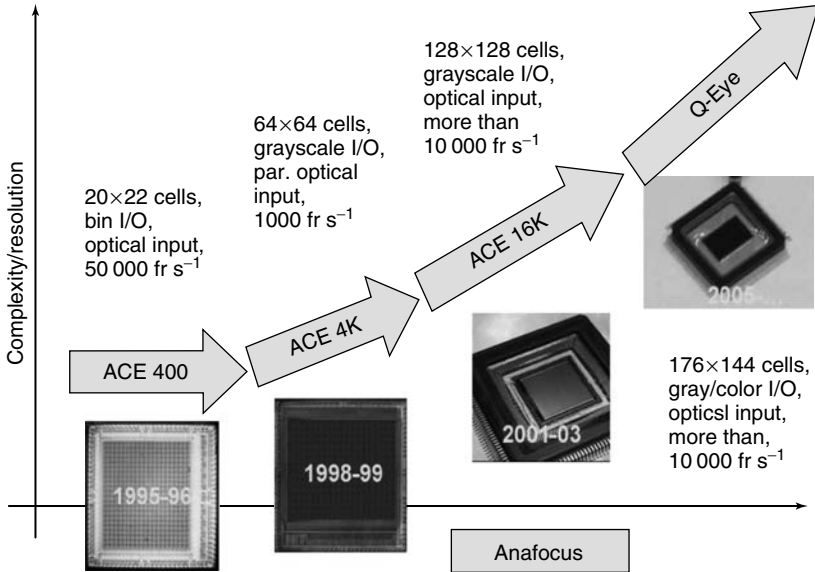 Complexity/resolution
20×22 cells,
bin I/O,
optical input,
50 000 fr s⁻¹
64×64 cells,
grayscale I/O,
par. optical
input,
1000 fr s⁻¹
128×128 cells,
grayscale I/O,
optical input,
more than
10 000 fr s⁻¹
Q-Eye
ACE 16K
ACE 4K
ACE 400
1995-96
1998-99
2001-03
2005-...
176×144 cells,
gray/color I/O,
opticsl input,
more than,
10 000 fr s⁻¹
Anafocus